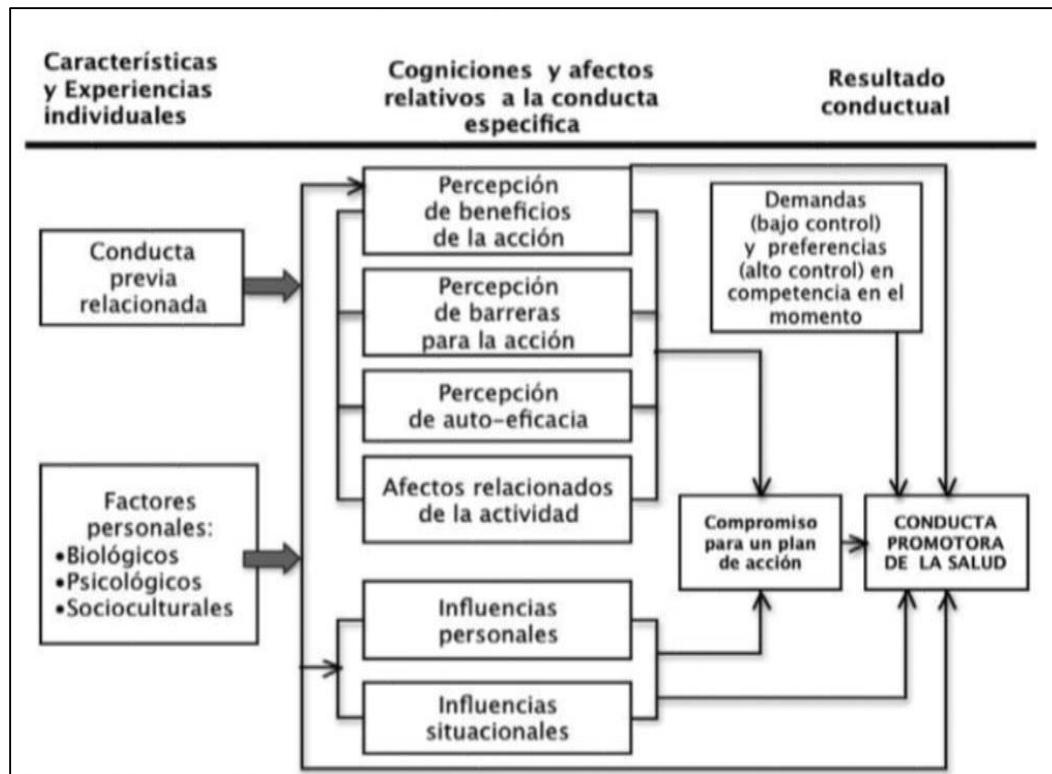 Características
y Experiencias
individuales
Cogniciones y afectos
relativos a la conducta
especifica
Resultado
conductual
Conducta
previa
relacionada
Factores
personales:
•Biológicos
•Psicológicos
•Socioculturales
Percepción
de beneficios
de la acción
Percepción
de barreras
para la acción
Percepción
de auto-eficacia
Afectos relacionados
de la actividad
Influencias
personales
Influencias
situacionales
Demandas
(bajo control)
y preferencias
(alto control) en
competencia en el
momento
Compromiso
para un plan
de acción
CONDUCTA
PROMOTORA
DE LA SALUD